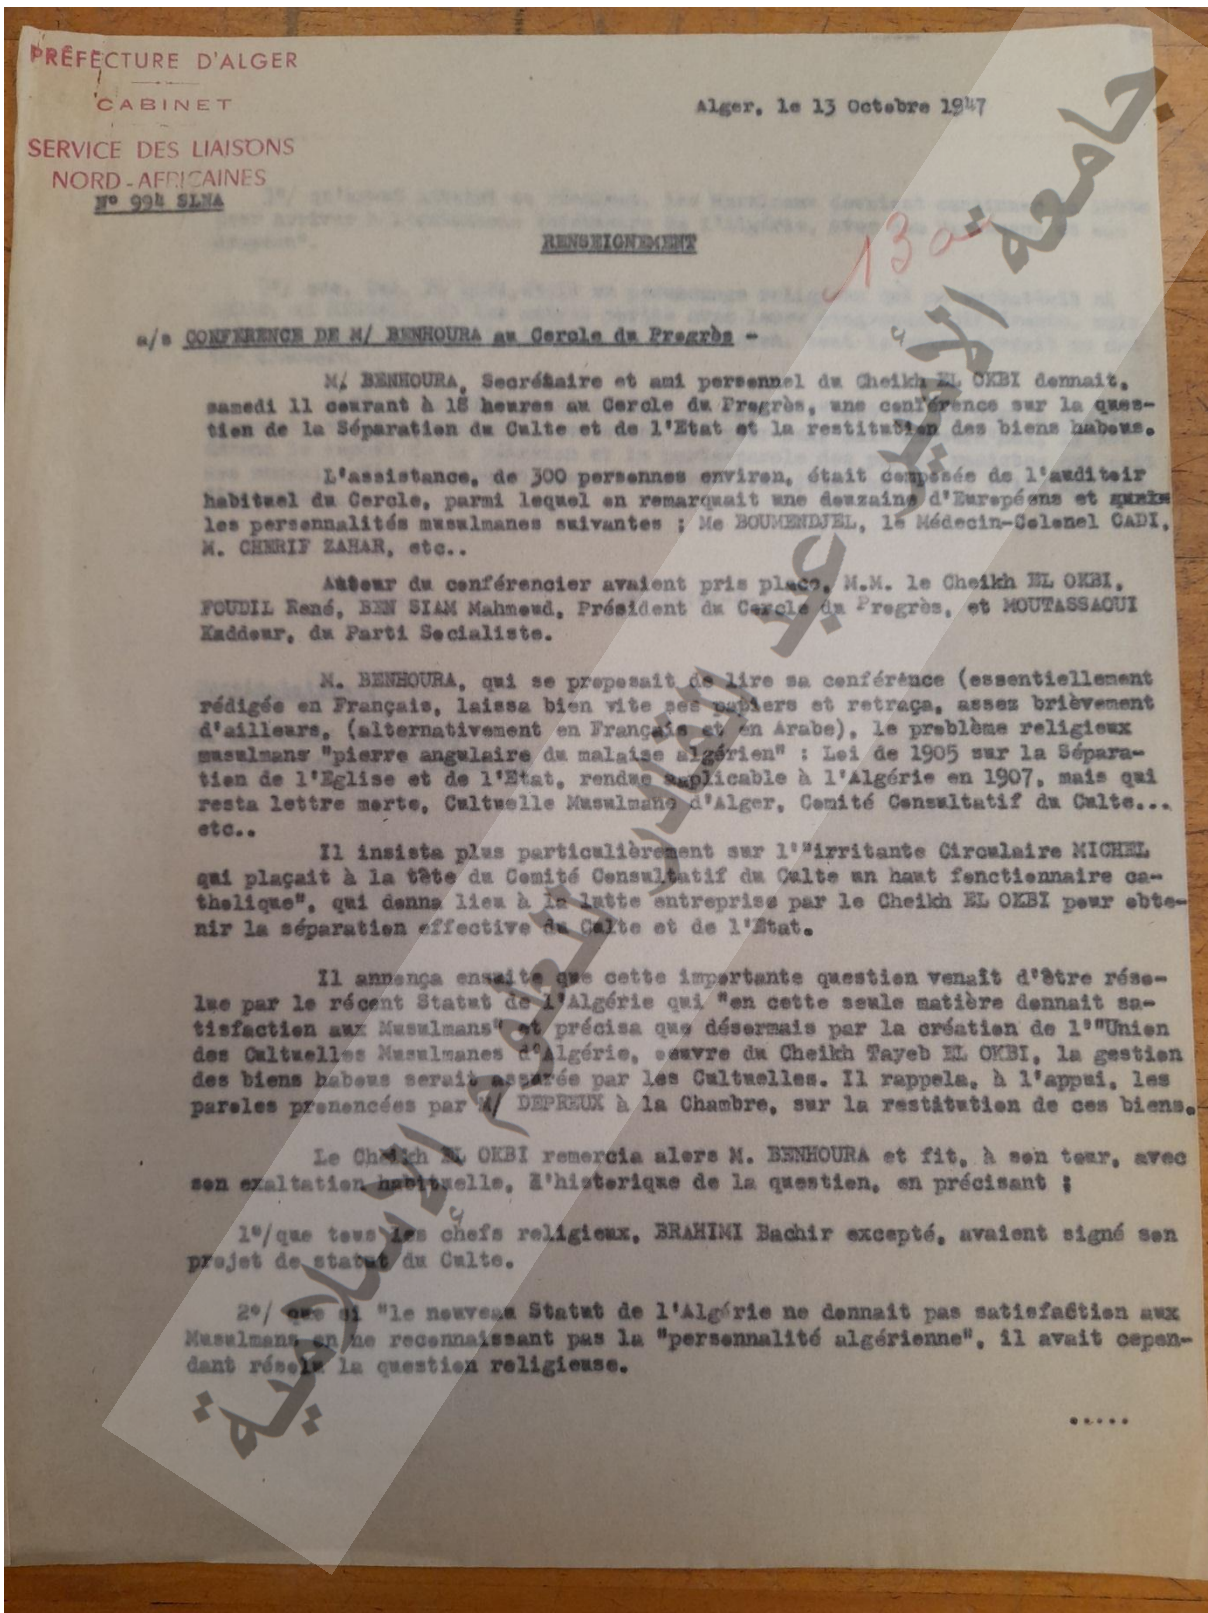 PRÉFECTURE D'ALGER
CABINET
SERVICE DES LIAISONS
NORD-AFRICAINES
N° 994 SLNA
Alger, le 13 Octobre 1947
RENSEIGNEMENT
a/s CONFERENCE DE M/ BENHOURA au Cercle du Progrès -
M/ BENHOURA, Secrétaire et ami personnel du Cheikh EL OKBI donnait,
samedi 11 courant à 18 heures au Cercle du Progrès, une conférence sur la ques-
tion de la Séparation du Culte et de l'Etat et la restitution des biens habous.
L'assistance, de 300 personnes environ, était composée de l'auditoir
habituel du Cercle, parmi lequel on remarquait une douzaine d'Européens et
les personnalités musulmanes suivantes : Me BOUMENDJEL, le Médecin-Colonel CADI,
M. CHERIF ZAHAR, etc..
Autour du conférencier avaient pris place, M.M. le Cheikh EL OKBI,
FOUDIL René, BEN SIAM Mahmoud, Président du Cercle du Progrès, et MOUTASSAOUI
Kaddour, du Parti Socialiste.
M. BENHOURA, qui se proposait de lire sa conférence (essentiellement
rédigée en Français, laissa bien vite ses papiers et retraça, assez brièvement
d'ailleurs, (alternativement en Français et en Arabe), le problème religieux
musulmans "pierre angulaire du malaise algérien" : Loi de 1905 sur la Sépara-
tion de l'Eglise et de l'Etat, rendue applicable à l'Algérie en 1907, mais qui
resta lettre morte, Cultuelle Musulmane d'Alger, Comité Consultatif du Culte...
etc..
Il insista plus particulièrement sur l'"irritante Circulaire MICHEL
qui plaçait à la tête du Comité Consultatif du Culte un haut fonctionnaire ca-
tholique", qui donna lieu à la lutte entreprise par le Cheikh EL OKBI pour obte-
nir la séparation effective du Culte et de l'Etat.
Il annonça ensuite que cette importante question venait d'être réso-
lue par le récent Statut de l'Algérie qui "en cette seule matière donnait sa-
tisfaction aux Musulmans" et précisa que désormais par la création de l'"Union
des Cultuelles Musulmanes d'Algérie, oeuvre du Cheikh Tayeb EL OKBI, la gestion
des biens habous serait assurée par les Cultuelles. Il rappela, à l'appui, les
paroles prononcées par M/ DEPREUX à la Chambre, sur la restitution de ces biens.
Le Cheikh EL OKBI remercia alors M. BENHOURA et fit, à son tour, avec
son exaltation habituelle, l'historique de la question, en précisant :
1°/que tous les chefs religieux, BRAHIMI Bachir excepté, avaient signé son
projet de statut du Culte.
2°/ que si "le nouveau Statut de l'Algérie ne donnait pas satisfaction aux
Musulmans en ne reconnaissant pas la "personnalité algérienne", il avait cepen-
dant résolu la question religieuse.
.....
جامعة الأمير عبد القادر للعلوم الإسلامية